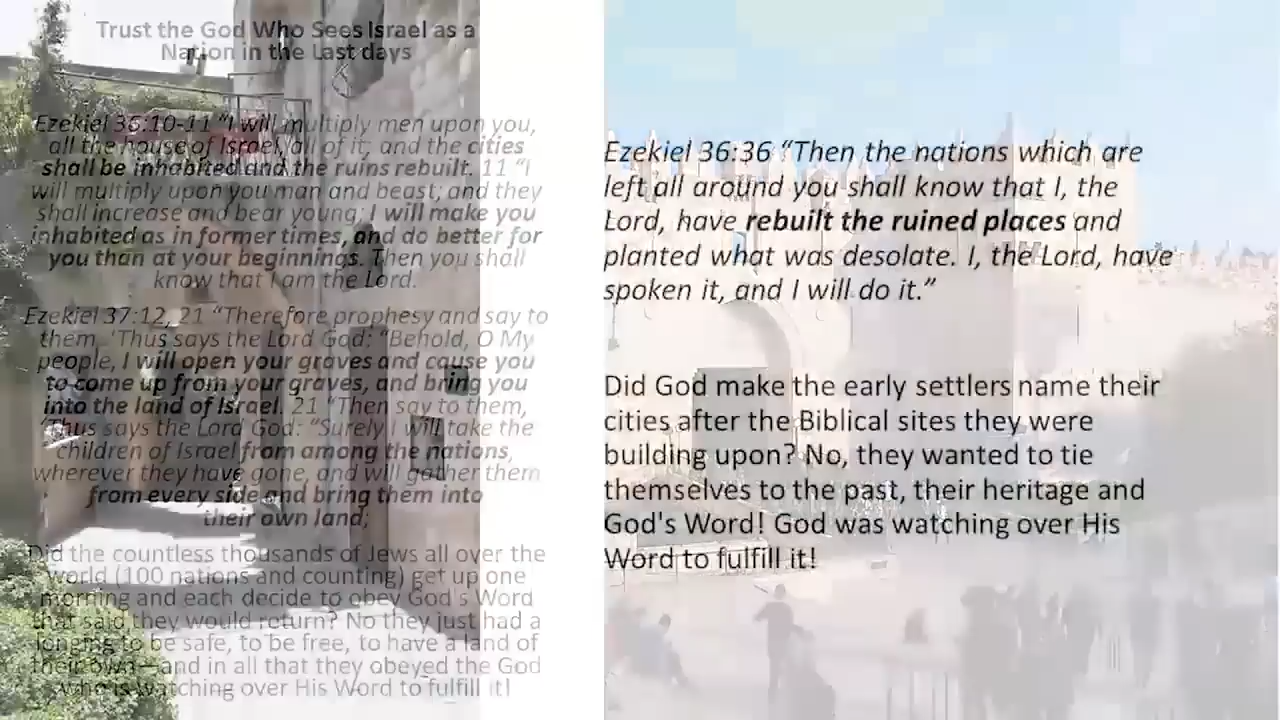 Trust the God Who Sees Israel as a
Nation in the Last days
Ezekiel 36:10-11 “I will multiply men upon you,
all the house of Israel, all of it; and the cities
shall be inhabited and the ruins rebuilt. 11 “I
will multiply upon you man and beast; and they
shall increase and bear young; I will make you
inhabited as in former times, and do better for
you than at your beginnings. Then you shall
know that I am the Lord.
Ezekiel 37:12, 21 “Therefore prophesy and say to
them, ‘Thus says the Lord God: “Behold, O My
people, I will open your graves and cause you
to come up from your graves, and bring you
into the land of Israel. 21 “Then say to them,
‘Thus says the Lord God: “Surely I will take the
children of Israel from among the nations,
wherever they have gone, and will gather them
from every side and bring them into
their own land;
Did the countless thousands of Jews all over the
world (100 nations and counting) get up one
morning and each decide to obey God's Word
that said they would return? No they just had a
longing to be safe, to be free, to have a land of
their own—and in all that they obeyed the God
who is watching over His Word to fulfill it!
Ezekiel 36:36 “Then the nations which are
left all around you shall know that I, the
Lord, have rebuilt the ruined places and
planted what was desolate. I, the Lord, have
spoken it, and I will do it.”
Did God make the early settlers name their
cities after the Biblical sites they were
building upon? No, they wanted to tie
themselves to the past, their heritage and
God's Word! God was watching over His
Word to fulfill it!